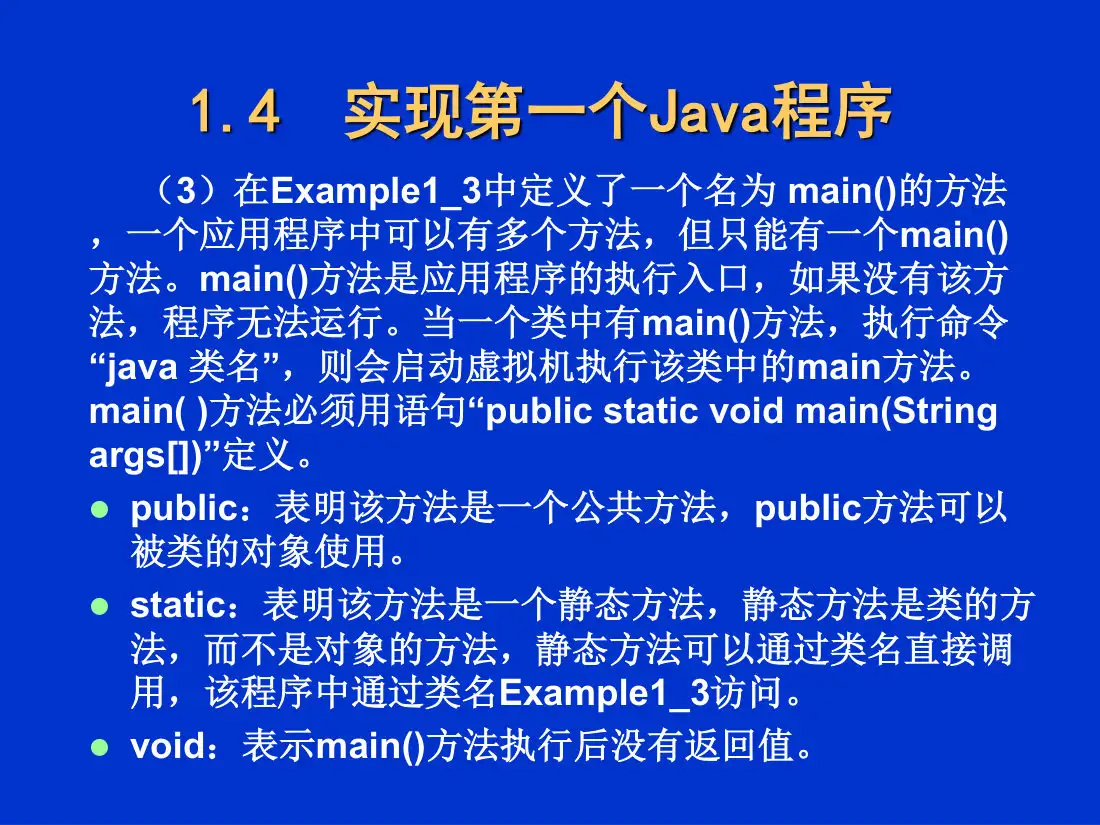 1.4 实现第一个Java程序
（3）在Example1_3中定义了一个名为 main()的方法
，一个应用程序中可以有多个方法，但只能有一个main()
方法。main()方法是应用程序的执行入口，如果没有该方
法，程序无法运行。当一个类中有main()方法，执行命令
“java 类名”，则会启动虚拟机执行该类中的main方法。
main( )方法必须用语句“public static void main(String
args[])”定义。
● public：表明该方法是一个公共方法，public方法可以
被类的对象使用。
● static：表明该方法是一个静态方法，静态方法是类的方
法，而不是对象的方法，静态方法可以通过类名直接调
用，该程序中通过类名Example1_3访问。
● void：表示main()方法执行后没有返回值。